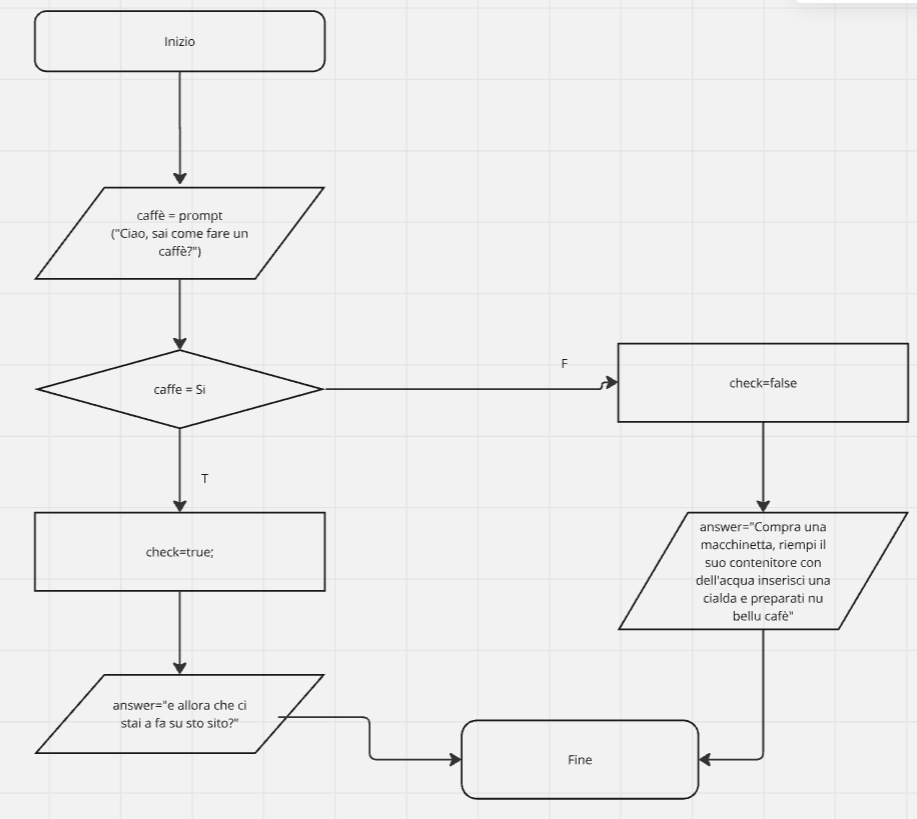 Inizio
caffè = prompt
("Ciao, sai come fare un
caffè?")
caffe = Si
F
check=false
T
check=true;
answer="Compra una
macchinetta, riempi il
suo contenitore con
dell'acqua inserisci una
cialda e preparati nu
bellu cafè"
answer="e allora che ci
stai a fa su sto sito?"
Fine